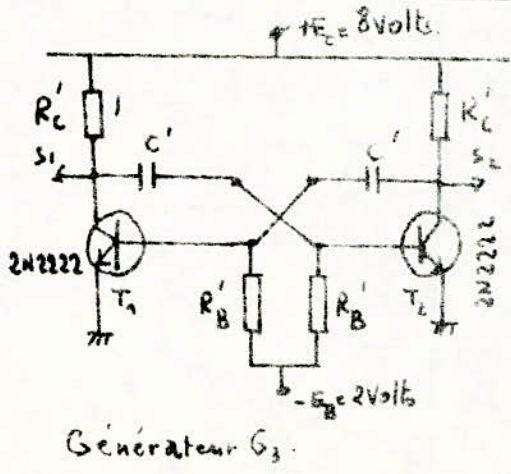 +E_c = 8 volts.
R'_C
R'_C
S_1
C'
C'
S_2
2N2222
T_1
R'_B
R'_B
T_2
2N2222
- E_B = 2 volts
Générateur G_3.